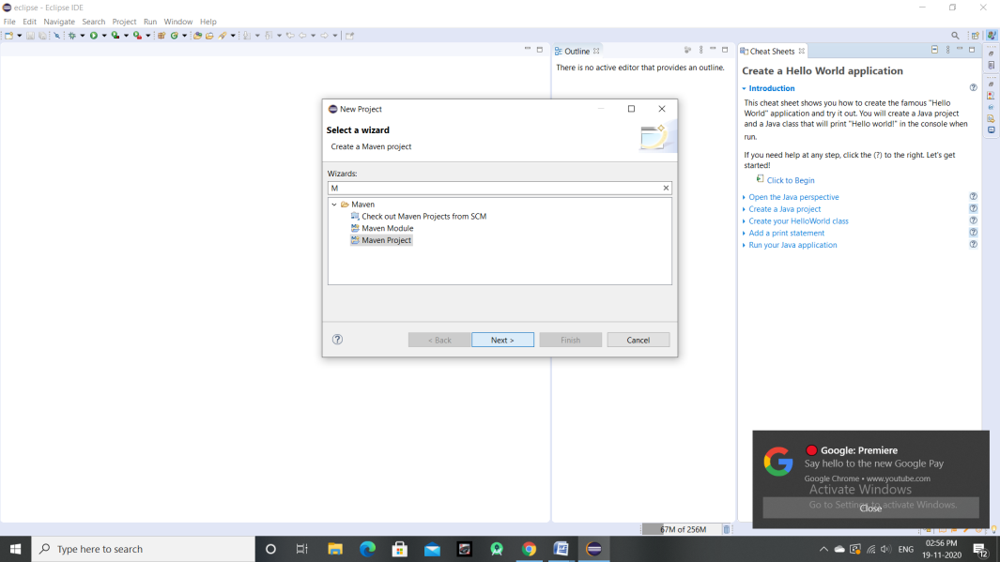 eclipse - Eclipse IDE
File Edit Navigate Search Project Run Window Help
Outline
There is no active editor that provides an outline.
Cheat Sheets
Create a Hello World application
Introduction
This cheat sheet shows you how to create the famous "Hello
World" application and try it out. You will create a Java project
and a Java class that will print "Hello world!" in the console when
run.
If you need help at any step, click the (?) to the right. Let's get
started!
Click to Begin
Open the Java perspective
Create a Java project
Create your HelloWorld class
Add a print statement
Run your Java application
New Project
Select a wizard
Create a Maven project
Wizards:
M
Maven
Check out Maven Projects from SCM
Maven Module
Maven Project
< Back Next > Finish Cancel
Google: Premiere
Say hello to the new Google Pay
Google Chrome • www.youtube.com
Activate Windows
Go to Settings to activate Windows.
Close
67M of 256M
Type here to search
ENG
02:56 PM
19-11-2020
12